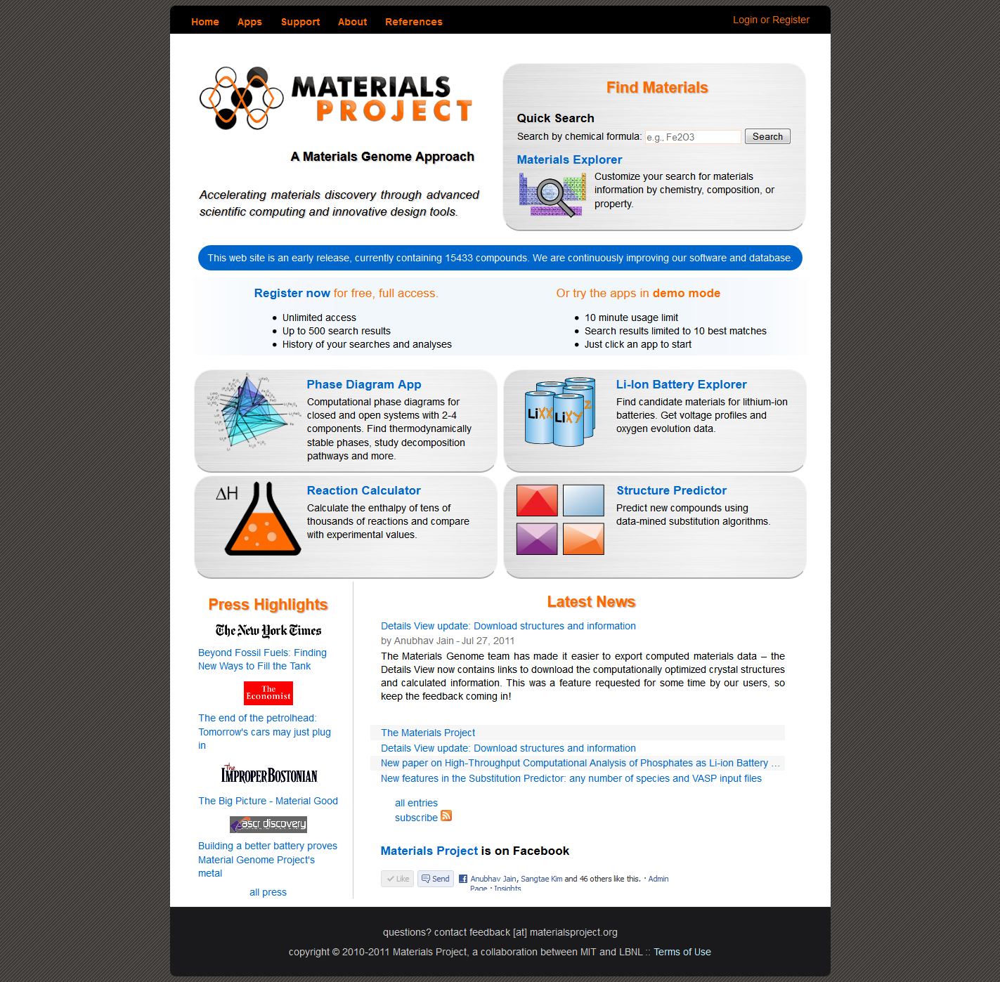 Home Apps Support About References
Login or Register
MATERIALS
PROJECT
A Materials Genome Approach
Accelerating materials discovery through advanced
scientific computing and innovative design tools.
Find Materials
Quick Search
Search by chemical formula: e.g., Fe2O3 Search
Materials Explorer
Customize your search for materials
information by chemistry, composition, or
property.
This web site is an early release, currently containing 15433 compounds. We are continuously improving our software and database.
Register now for free, full access.
Unlimited access
Up to 500 search results
History of your searches and analyses
Or try the apps in demo mode
10 minute usage limit
Search results limited to 10 best matches
Just click an app to start
Phase Diagram App
Computational phase diagrams for
closed and open systems with 2-4
components. Find thermodynamically
stable phases, study decomposition
pathways and more.
LiXX LiXYZ
Li-Ion Battery Explorer
Find candidate materials for lithium-ion
batteries. Get voltage profiles and
oxygen evolution data.
ΔH
Reaction Calculator
Calculate the enthalpy of tens of
thousands of reactions and compare
with experimental values.
Structure Predictor
Predict new compounds using
data-mined substitution algorithms.
Press Highlights
The New York Times
Beyond Fossil Fuels: Finding
New Ways to Fill the Tank
The
Economist
The end of the petrolhead:
Tomorrow's cars may just plug
in
The
IMPROPER BOSTONIAN
The Big Picture - Material Good
ascr discovery
Building a better battery proves
Material Genome Project's
metal
all press
Latest News
Details View update: Download structures and information
by Anubhav Jain - Jul 27, 2011
The Materials Genome team has made it easier to export computed materials data – the
Details View now contains links to download the computationally optimized crystal structures
and calculated information. This was a feature requested for some time by our users, so
keep the feedback coming in!
The Materials Project
Details View update: Download structures and information
New paper on High-Throughput Computational Analysis of Phosphates as Li-ion Battery ...
New features in the Substitution Predictor: any number of species and VASP input files
all entries
subscribe
Materials Project is on Facebook
Like Send Anubhav Jain, Sangtae Kim and 46 others like this. · Admin
Page · Insights
questions? contact feedback [at] materialsproject.org
copyright © 2010-2011 Materials Project, a collaboration between MIT and LBNL :: Terms of Use